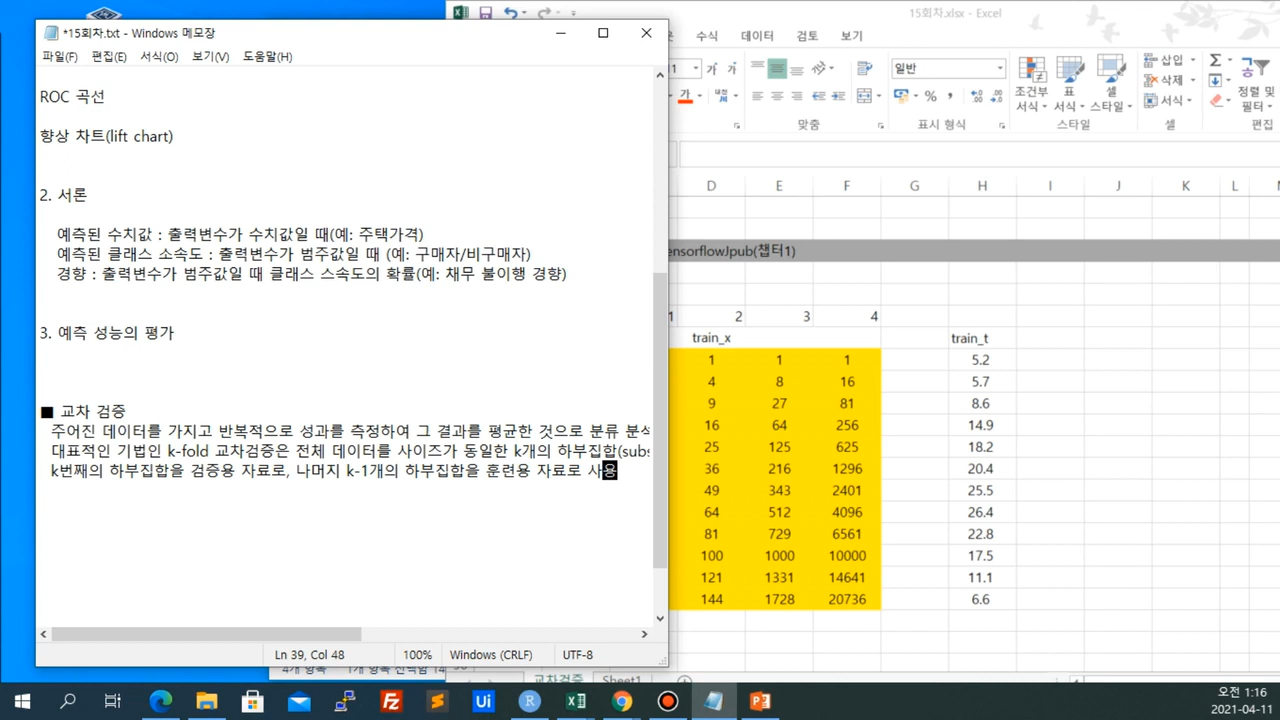 15회차.xlsx - Excel
*15회차.txt - Windows 메모장
파일(F) 편집(E) 서식(O) 보기(V) 도움말(H)
ROC 곡선
향상 차트(lift chart)
2. 서론
예측된 수치값 : 출력변수가 수치값일 때(예: 주택가격)
예측된 클래스 소속도 : 출력변수가 범주값일 때 (예: 구매자/비구매자)
경향 : 출력변수가 범주값일 때 클래스 스속도의 확률(예: 채무 불이행 경향)
3. 예측 성능의 평가
■ 교차 검증
주어진 데이터를 가지고 반복적으로 성과를 측정하여 그 결과를 평균한 것으로 분류 분석
대표적인 기법인 k-fold 교차검증은 전체 데이터를 사이즈가 동일한 k개의 하부집합(subs
k번째의 하부집합을 검증용 자료로, 나머지 k-1개의 하부집합을 훈련용 자료로 사용
Ln 39, Col 48 100% Windows (CRLF) UTF-8
수식 데이터 검토 보기
일반
조건부 서식 표 서식 셀 스타일
삽입
삭제
서식
정렬 및 필터
맞춤 표시 형식 스타일 셀 편집
D E F G H I J K L
ensorflowJpub(챕터1)
1 2 3 4
train_x train_t
1 1 1 5.2
4 8 16 5.7
9 27 81 8.6
16 64 256 14.9
25 125 625 18.2
36 216 1296 20.4
49 343 2401 25.5
64 512 4096 26.4
81 729 6561 22.8
100 1000 10000 17.5
121 1331 14641 11.1
144 1728 20736 6.6
교차검증 Sheet1
오전 1:16
2021-04-11